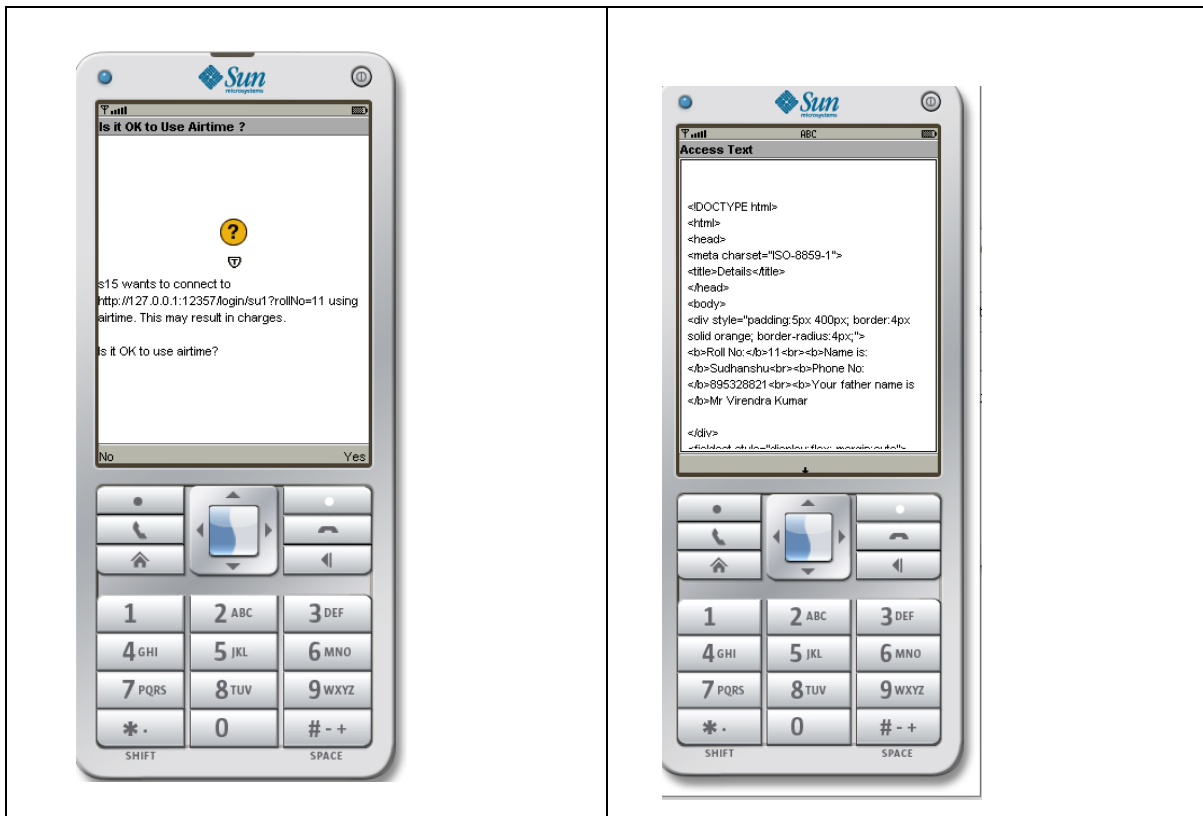 Sun
microsystems
Is it OK to Use Airtime ?
?
T
s15 wants to connect to
http://127.0.0.1:12357/login/su1?rollNo=11 using
airtime. This may result in charges.
Is it OK to use airtime?
No Yes
1 2 ABC 3 DEF
4 GHI 5 JKL 6 MNO
7 PQRS 8 TUV 9 WXYZ
* . 0 # - +
SHIFT SPACE
Sun
microsystems
ABC
Access Text
<!DOCTYPE html>
<html>
<head>
<meta charset="ISO-8859-1">
<title>Details</title>
</head>
<body>
<div style="padding:5px 400px; border:4px
solid orange; border-radius:4px;">
<b>Roll No:</b>11<br><b>Name is:
</b>Sudhanshu<br><b>Phone No:
</b>895328821<br><b>Your father name is
</b>Mr Virendra Kumar
</div>
1 2 ABC 3 DEF
4 GHI 5 JKL 6 MNO
7 PQRS 8 TUV 9 WXYZ
* . 0 # - +
SHIFT SPACE